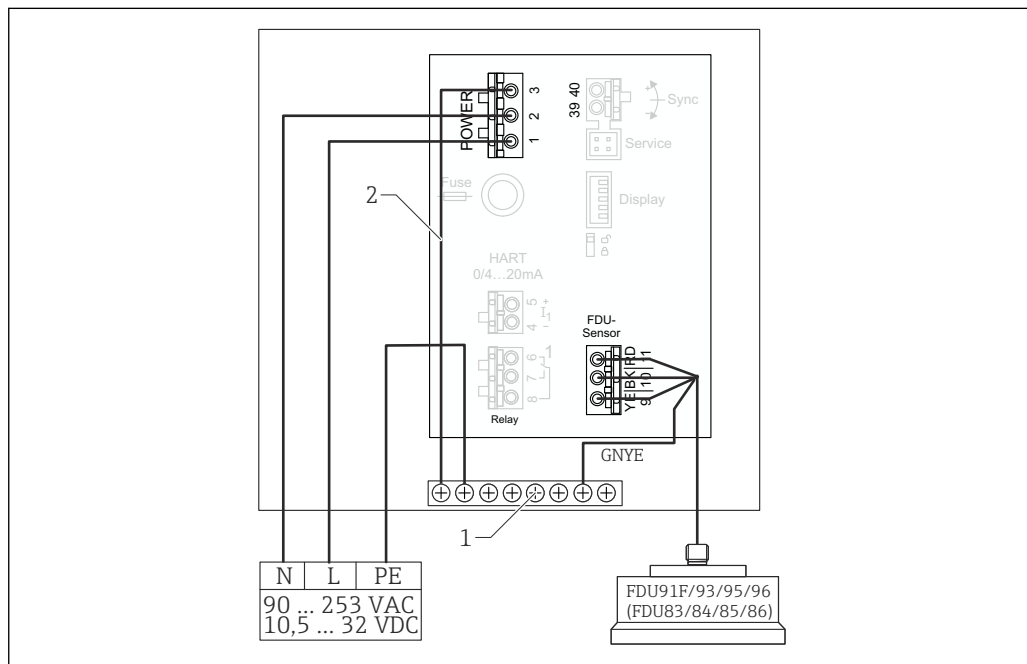 POWER
3
2
1
39 40
Sync
+
-
Service
Fuse
Display
2
HART
0/4...20mA
5 +
I1
4 -
FDU-
Sensor
RD 11
BK 10
YE 9
6
7
8
1
Relay
GNYE
1
N L PE
90 ... 253 VAC
10,5 ... 32 VDC
FDU91F/93/95/96
(FDU83/84/85/86)